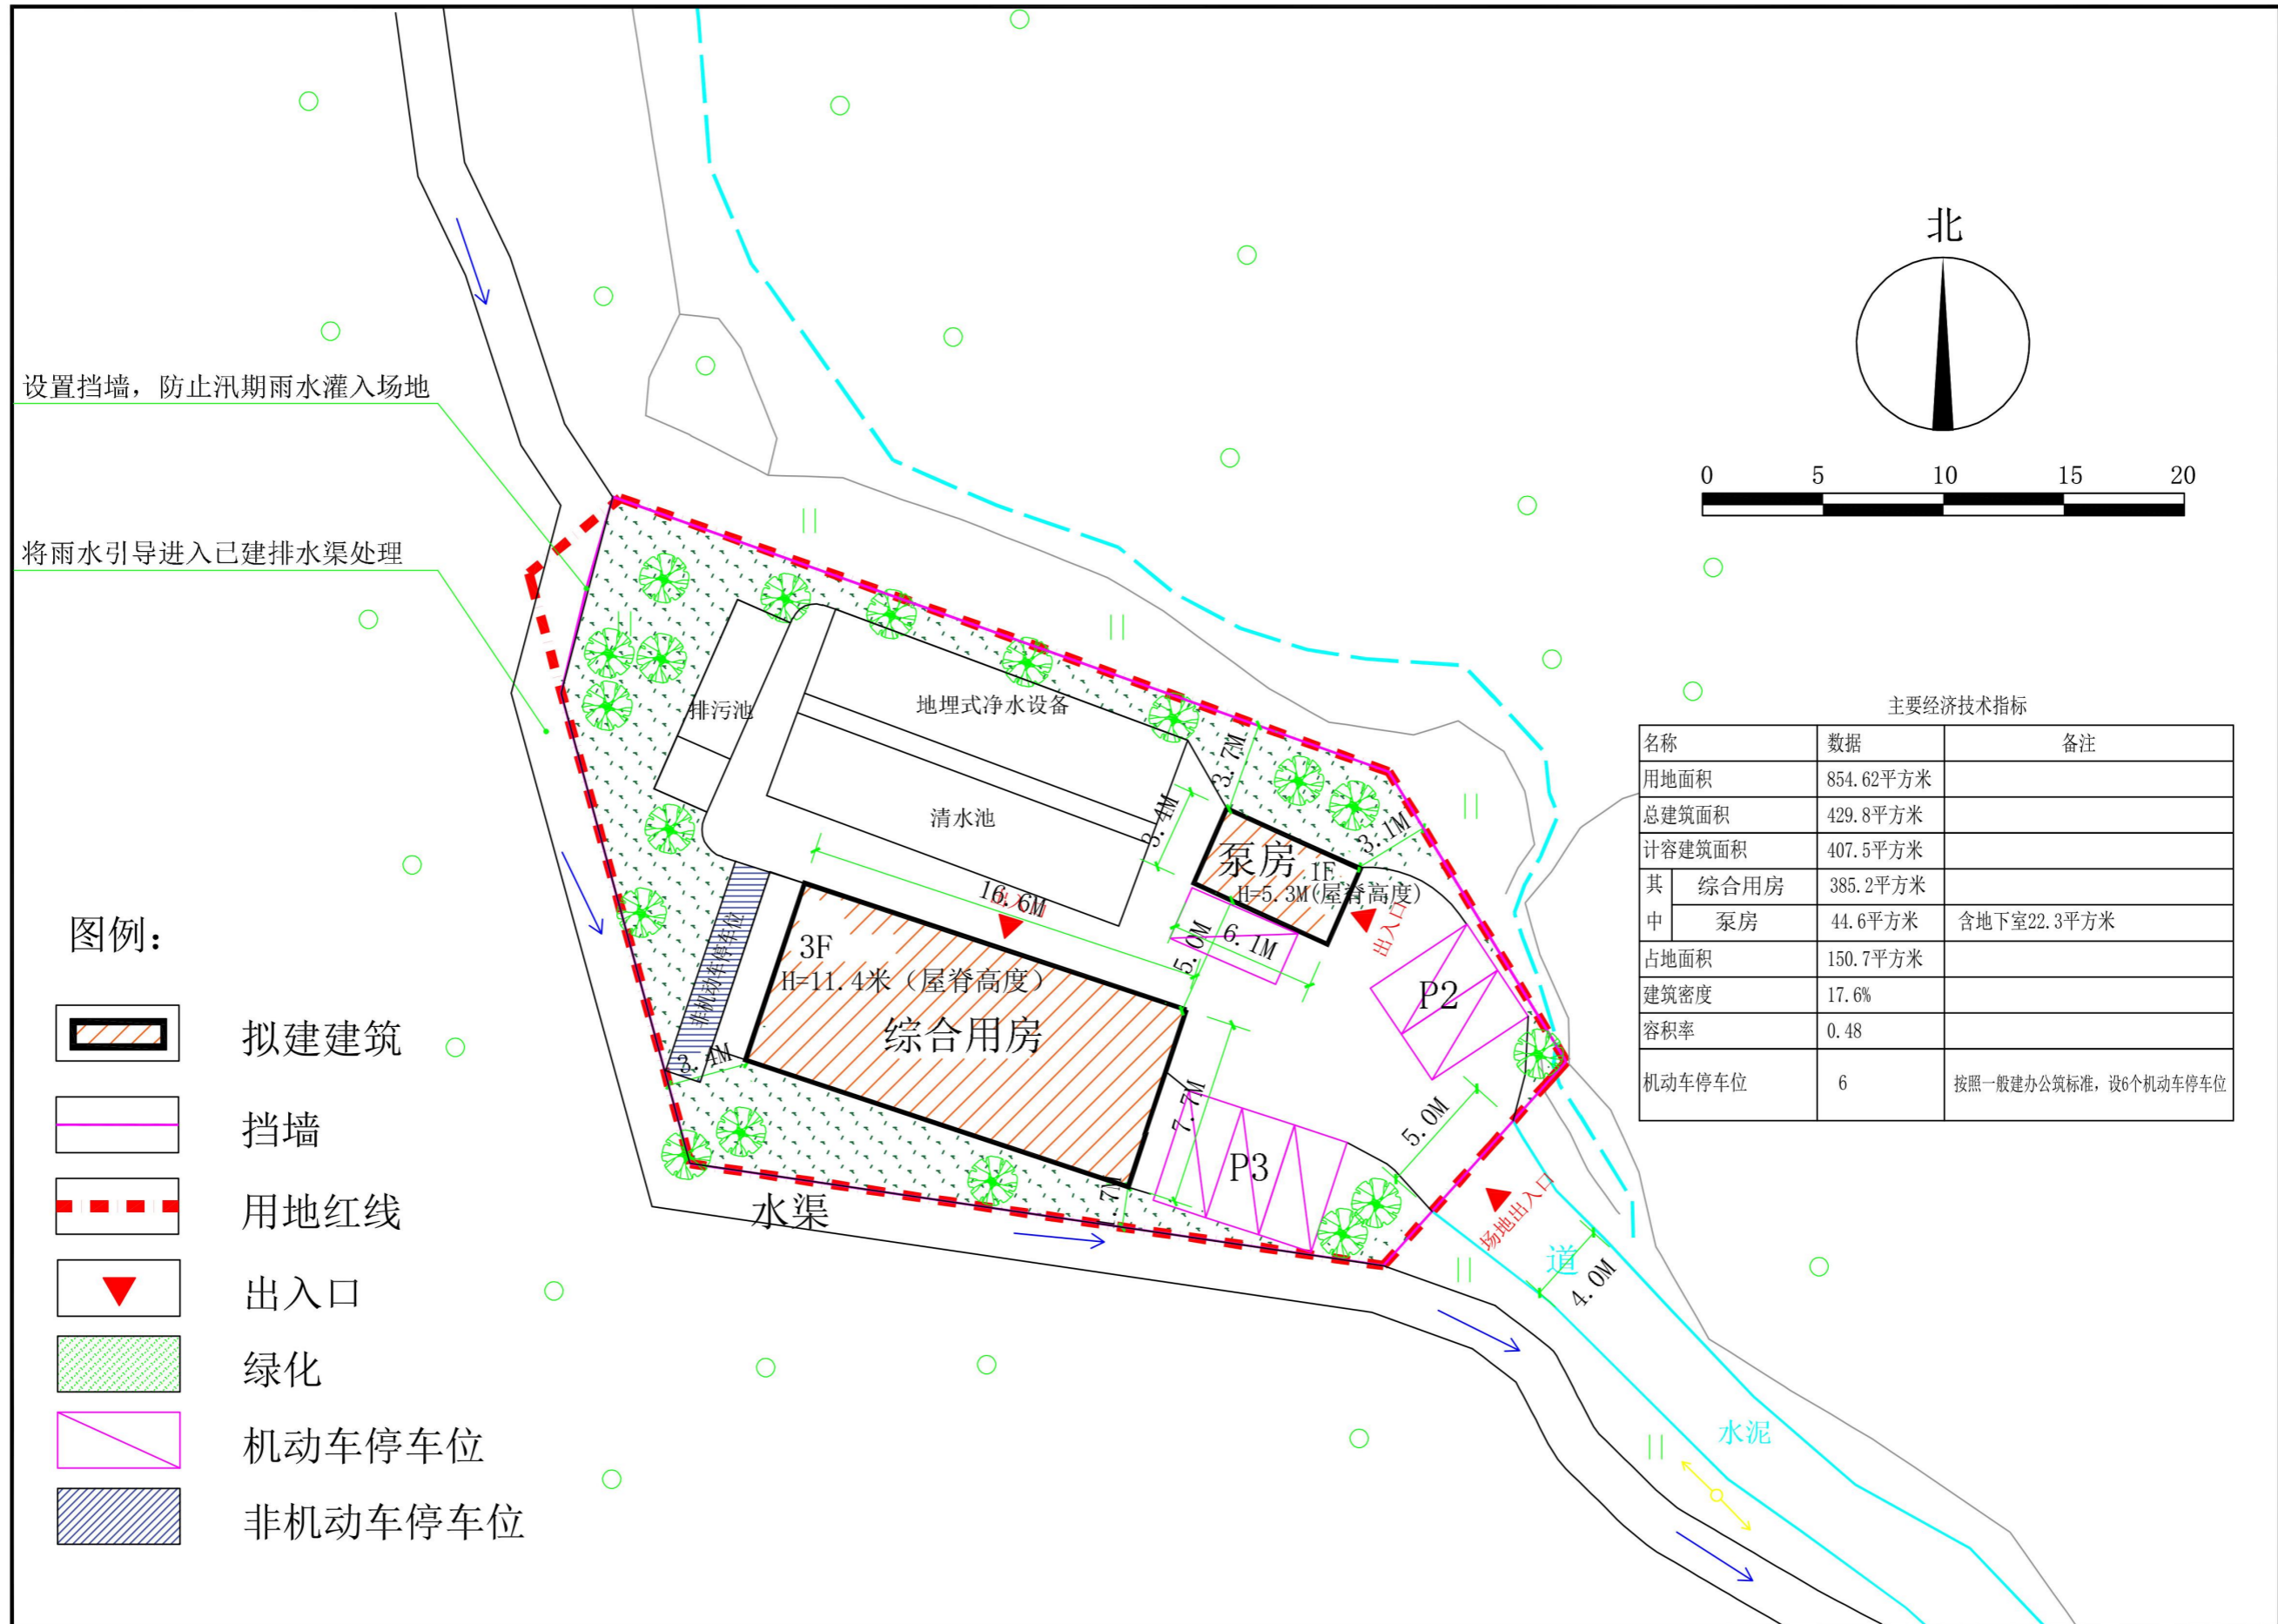 北
0 5 10 15 20
设置挡墙，防止汛期雨水灌入场地
将雨水引导进入已建排水渠处理
排污池
地埋式净水设备
清水池
3.7M
3.4M
3.1M
泵房
1F
H=5.3M(屋脊高度)
出入口
16.6M
3F
H=11.4米（屋脊高度）
综合用房
非机动车停车位
3.4M
5.0M
6.1M
P2
7.7M
P3
5.0M
水渠
场地出入口
道
4.0M
水泥
主要经济技术指标
名称 数据 备注
用地面积 854.62平方米
总建筑面积 429.8平方米
计容建筑面积 407.5平方米
其中 综合用房 385.2平方米
泵房 44.6平方米 含地下室22.3平方米
占地面积 150.7平方米
建筑密度 17.6%
容积率 0.48
机动车停车位 6 按照一般建办公筑标准，设6个机动车停车位
图例：
拟建建筑
挡墙
用地红线
出入口
绿化
机动车停车位
非机动车停车位